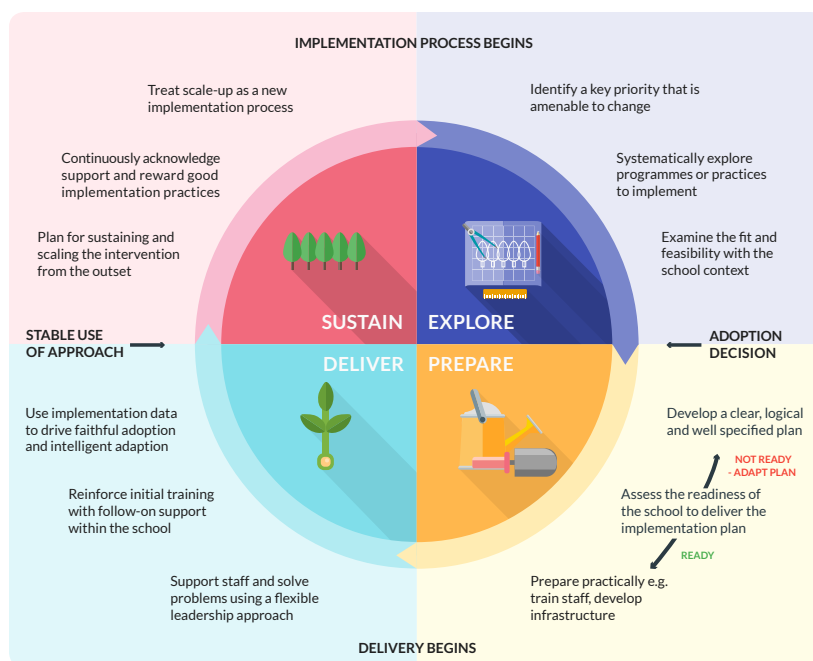 IMPLEMENTATION PROCESS BEGINS
Treat scale-up as a new
implementation process
Identify a key priority that is
amenable to change
Continuously acknowledge
support and reward good
implementation practices
Systematically explore
programmes or practices
to implement
Plan for sustaining and
scaling the intervention
from the outset
Examine the fit and
feasibility with the
school context
SUSTAIN
EXPLORE
STABLE USE
OF APPROACH
ADOPTION
DECISION
DELIVER
PREPARE
Use implementation data
to drive faithful adoption
and intelligent adaption
Develop a clear, logical
and well specified plan
NOT READY
- ADAPT PLAN
Reinforce initial training
with follow-on support
within the school
Assess the readiness of
the school to deliver the
implementation plan
READY
Support staff and solve
problems using a flexible
leadership approach
Prepare practically e.g.
train staff, develop
infrastructure
DELIVERY BEGINS